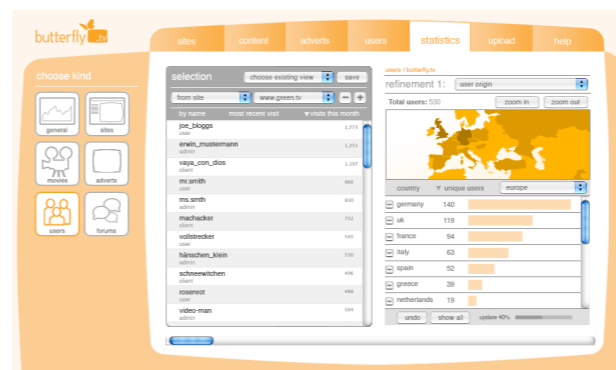 butterfly.tv
sites content adverts users statistics upload help
choose kind
general sites
movies adverts
users forums
selection choose existing view save
from site www.green.tv
by name most recent visit ▼visits this month
joe_bloggs
user
erwin_mustermann
admin
vaya_con_dios
client
mr.smith
user
ms.smith
admin
machacker
client
vollstrecker
user
hänschen_klein
admin
schneewitchen
client
rosenrot
user
video-man
admin
users / butterfly.tv
refinement 1: user origin
Total users: 530 zoom in zoom out
country ▼ unique users europe
germany 140
uk 119
france 94
italy 63
spain 52
greece 39
netherlands 19
undo show all update 40%